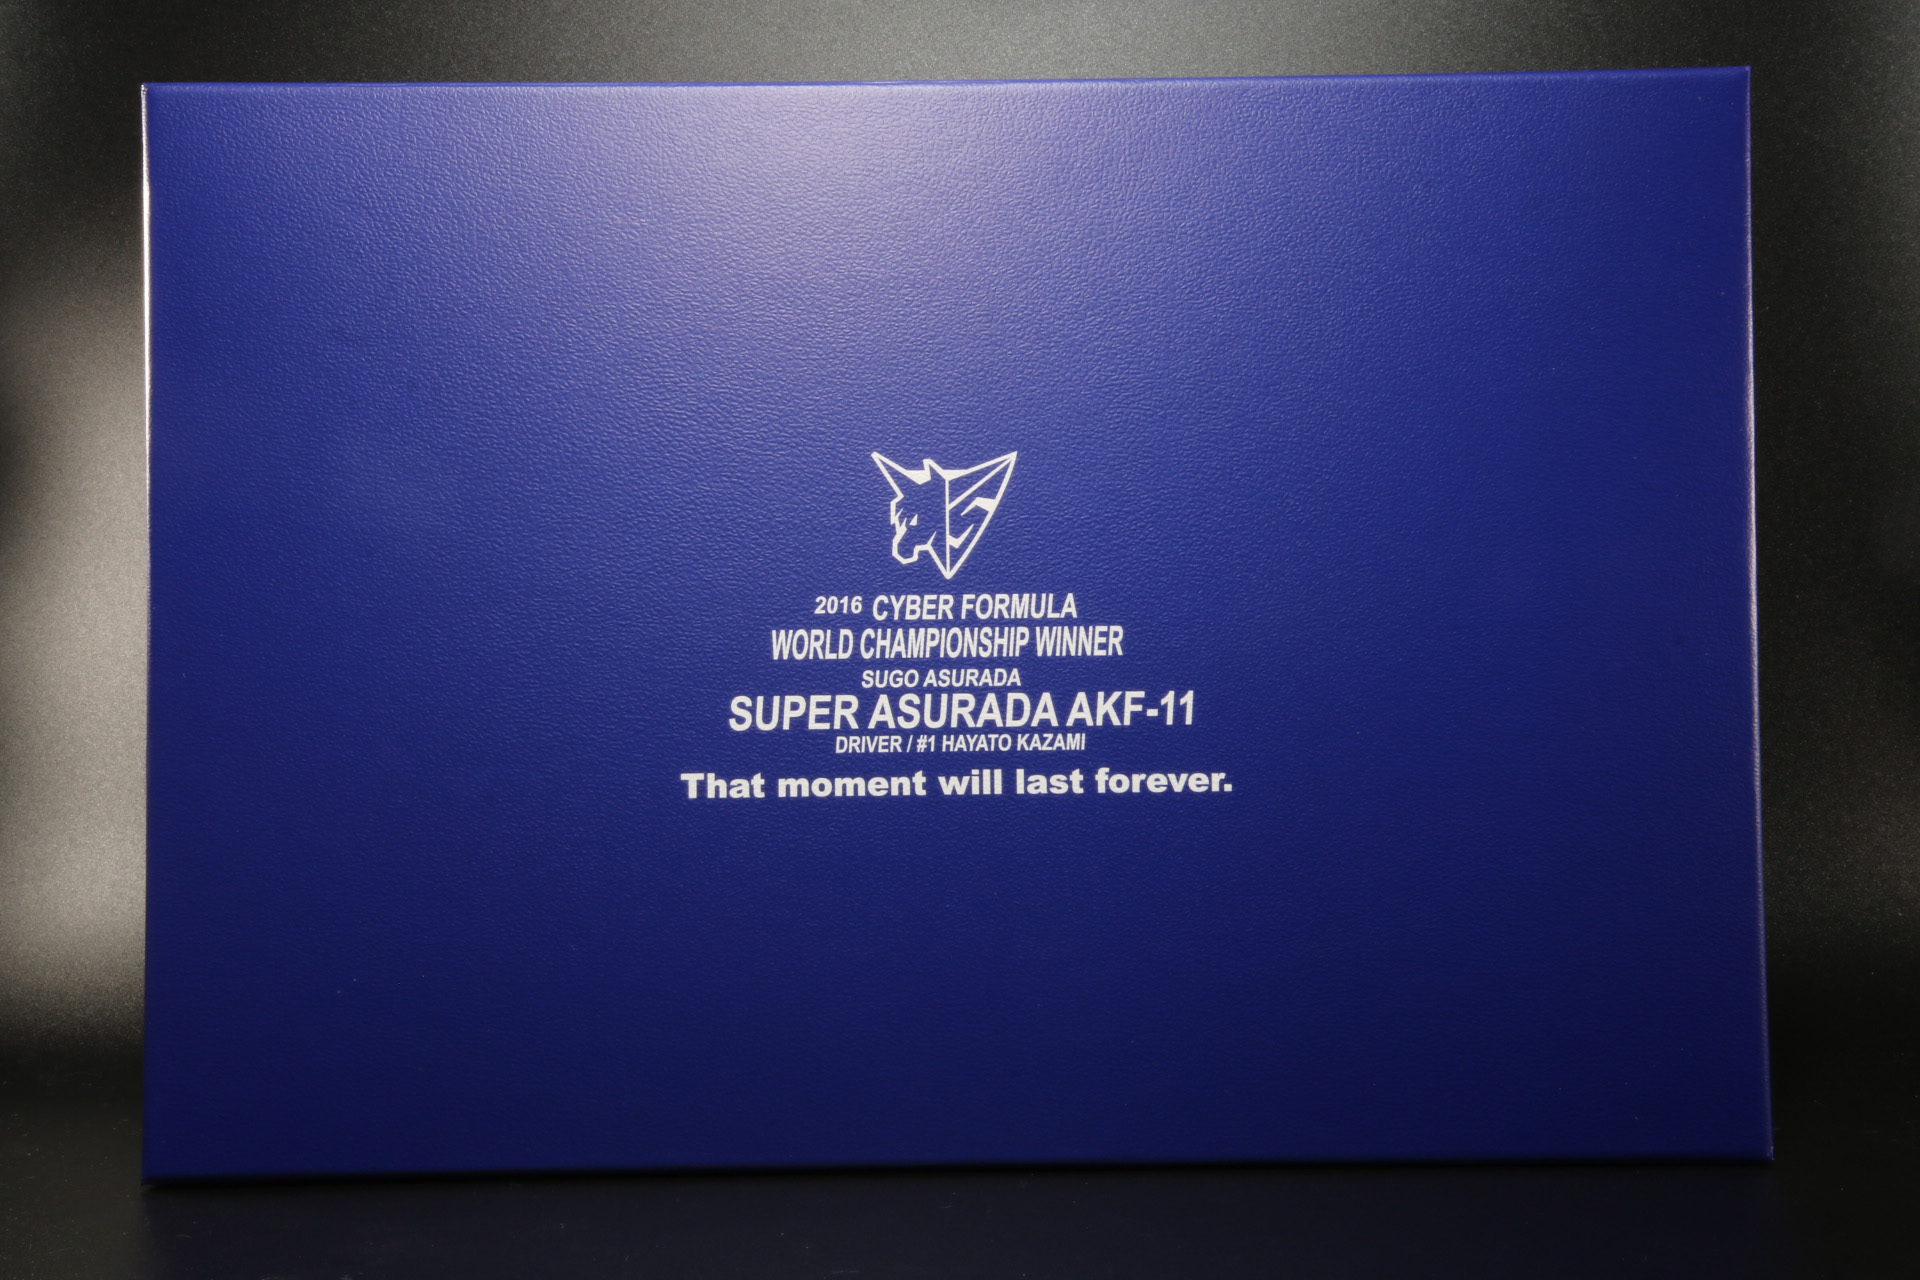 2016 CYBER FORMULA
WORLD CHAMPIONSHIP WINNER
SUGO ASURADA
SUPER ASURADA AKF-11
DRIVER / #1 HAYATO KAZAMI
That moment will last forever.